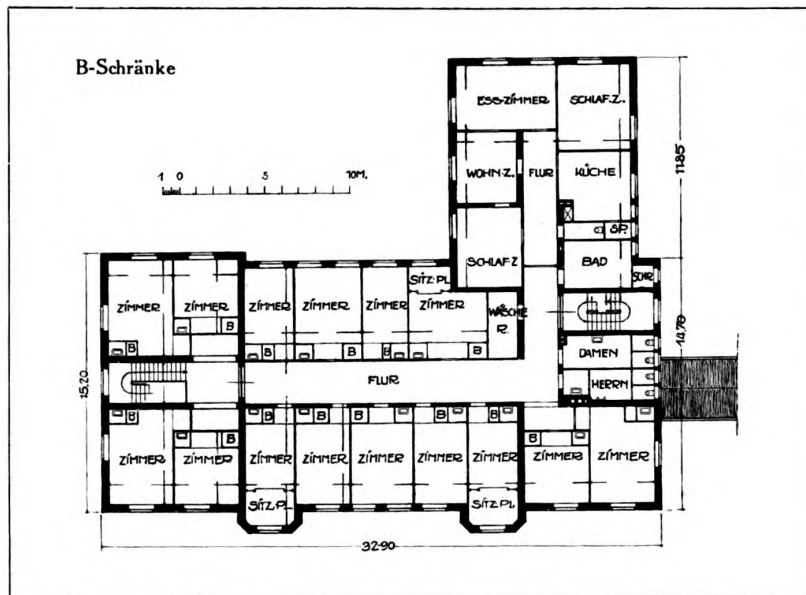 B-Schränke
1 0 5 10M.
ESS-ZIMMER SCHLAF-Z.
WOHN-Z. FLUR KÜCHE
SP.
SCHLAF-Z BAD
SCHR.
11.85
SITZ-PL.
ZIMMER ZIMMER ZIMMER ZIMMER ZIMMER ZIMMER WÄSCHE R.
B B B B B
DAMEN
HERRN
14.70
15.20
FLUR
B B B B B B B
ZIMMER ZIMMER ZIMMER ZIMMER ZIMMER ZIMMER ZIMMER ZIMMER ZIMMER
SITZ-PL. SITZ-PL
32.90